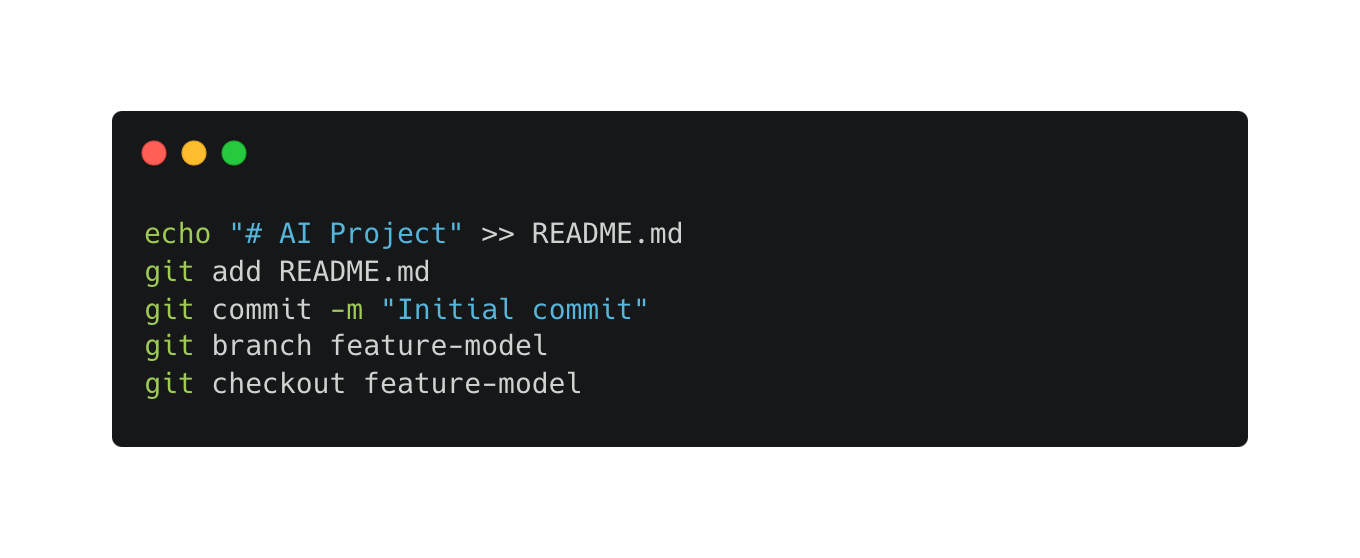 echo "# AI Project" >> README.md
git add README.md
git commit -m "Initial commit"
git branch feature-model
git checkout feature-model